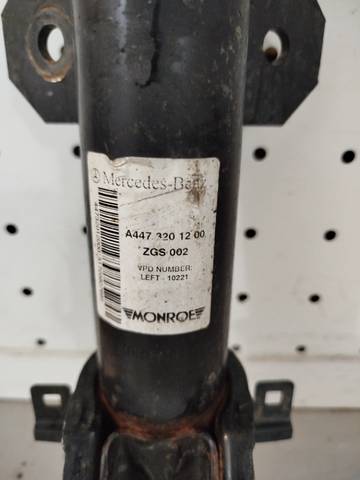 Mercedes-Benz
A447 320 12 00
ZGS 002
VPD NUMBER:
LEFT - 10221
MONROE